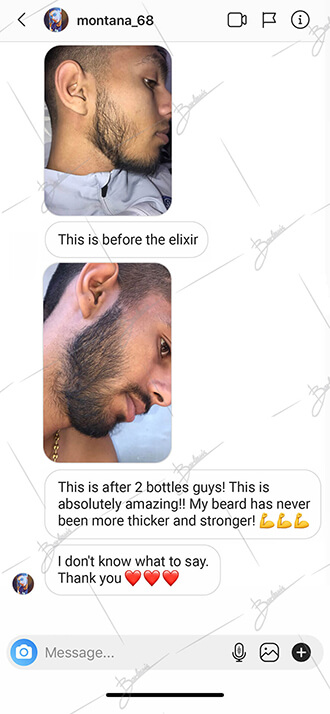 montana_68
This is before the elixir
This is after 2 bottles guys! This is
absolutely amazing!! My beard has never
been more thicker and stronger! 💪💪💪
I don't know what to say.
Thank you ❤️❤️❤️
Message...